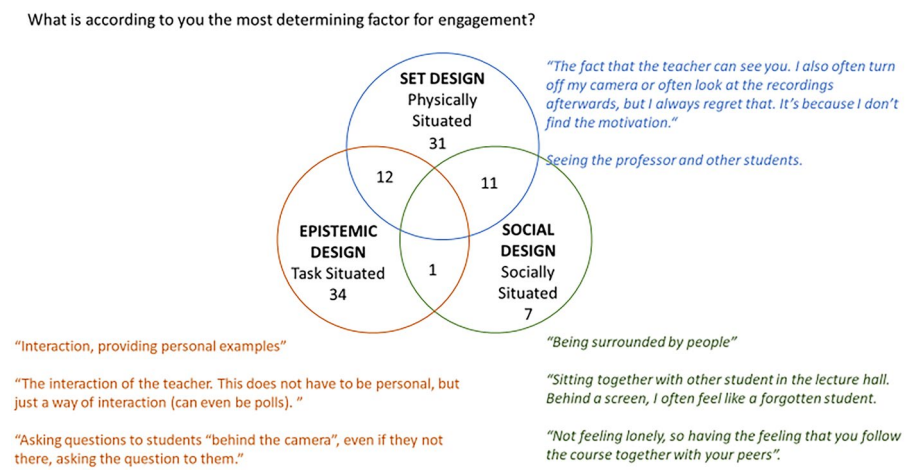 What is according to you the most determining factor for engagement?
SET DESIGN
Physically
Situated
31
12
11
EPISTEMIC
DESIGN
Task Situated
34
SOCIAL
DESIGN
Socially
Situated
7
1
“The fact that the teacher can see you. I also often turn
off my camera or often look at the recordings
afterwards, but I always regret that. It’s because I don’t
find the motivation.“
Seeing the professor and other students.
“Interaction, providing personal examples”
“The interaction of the teacher. This does not have to be personal, but
just a way of interaction (can even be polls). ”
“Asking questions to students “behind the camera”, even if they not
there, asking the question to them.”
“Being surrounded by people”
“Sitting together with other student in the lecture hall.
Behind a screen, I often feel like a forgotten student.
“Not feeling lonely, so having the feeling that you follow
the course together with your peers”.